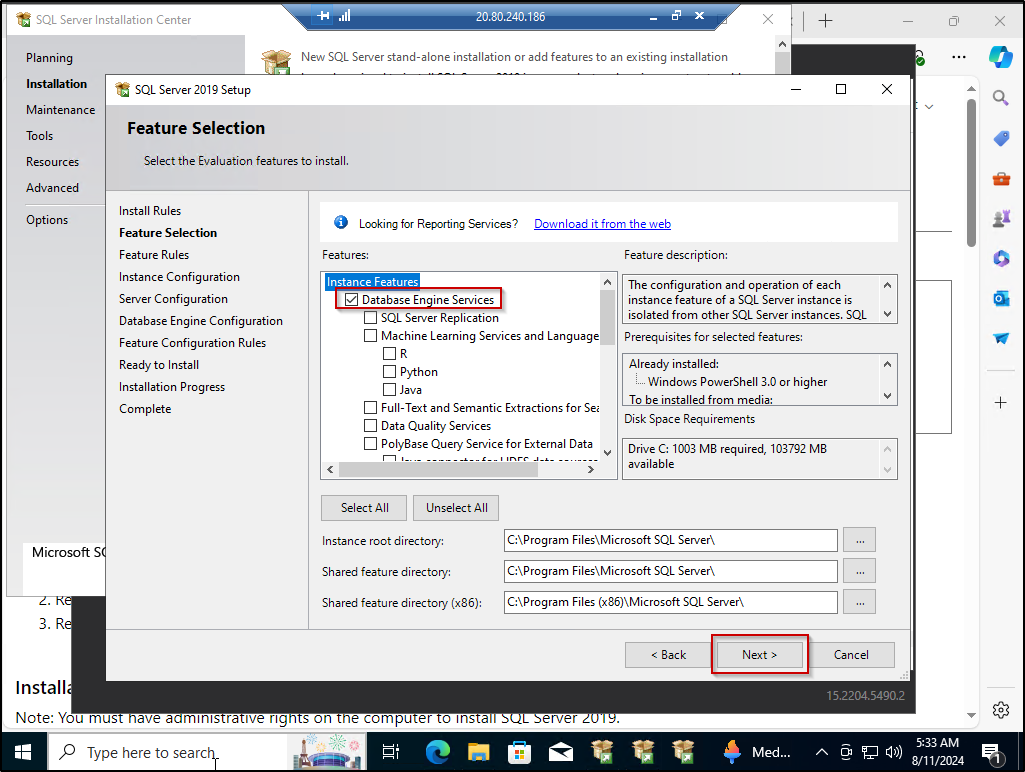 SQL Server Installation Center
20.80.240.186
Planning
Installation
Maintenance
Tools
Resources
Advanced
Options
New SQL Server stand-alone installation or add features to an existing installation
SQL Server 2019 Setup
Feature Selection
Select the Evaluation features to install.
Install Rules
Feature Selection
Feature Rules
Instance Configuration
Server Configuration
Database Engine Configuration
Feature Configuration Rules
Ready to Install
Installation Progress
Complete
Looking for Reporting Services? Download it from the web
Features:
Instance Features
Database Engine Services
SQL Server Replication
Machine Learning Services and Language
R
Python
Java
Full-Text and Semantic Extractions for Sea
Data Quality Services
PolyBase Query Service for External Data
Feature description:
The configuration and operation of each
instance feature of a SQL Server instance is
isolated from other SQL Server instances. SQL
Prerequisites for selected features:
Already installed:
Windows PowerShell 3.0 or higher
To be installed from media:
Disk Space Requirements
Drive C: 1003 MB required, 103792 MB
available
Select All
Unselect All
Instance root directory:
C:\Program Files\Microsoft SQL Server\
...
Shared feature directory:
C:\Program Files\Microsoft SQL Server\
...
Shared feature directory (x86):
C:\Program Files (x86)\Microsoft SQL Server\
...
< Back
Next >
Cancel
Microsoft SQ
2. Re
3. Re
15.2204.5490.2
Installa
Note: You must have administrative rights on the computer to install SQL Server 2019.
Type here to search
Med...
5:33 AM
8/11/2024
1